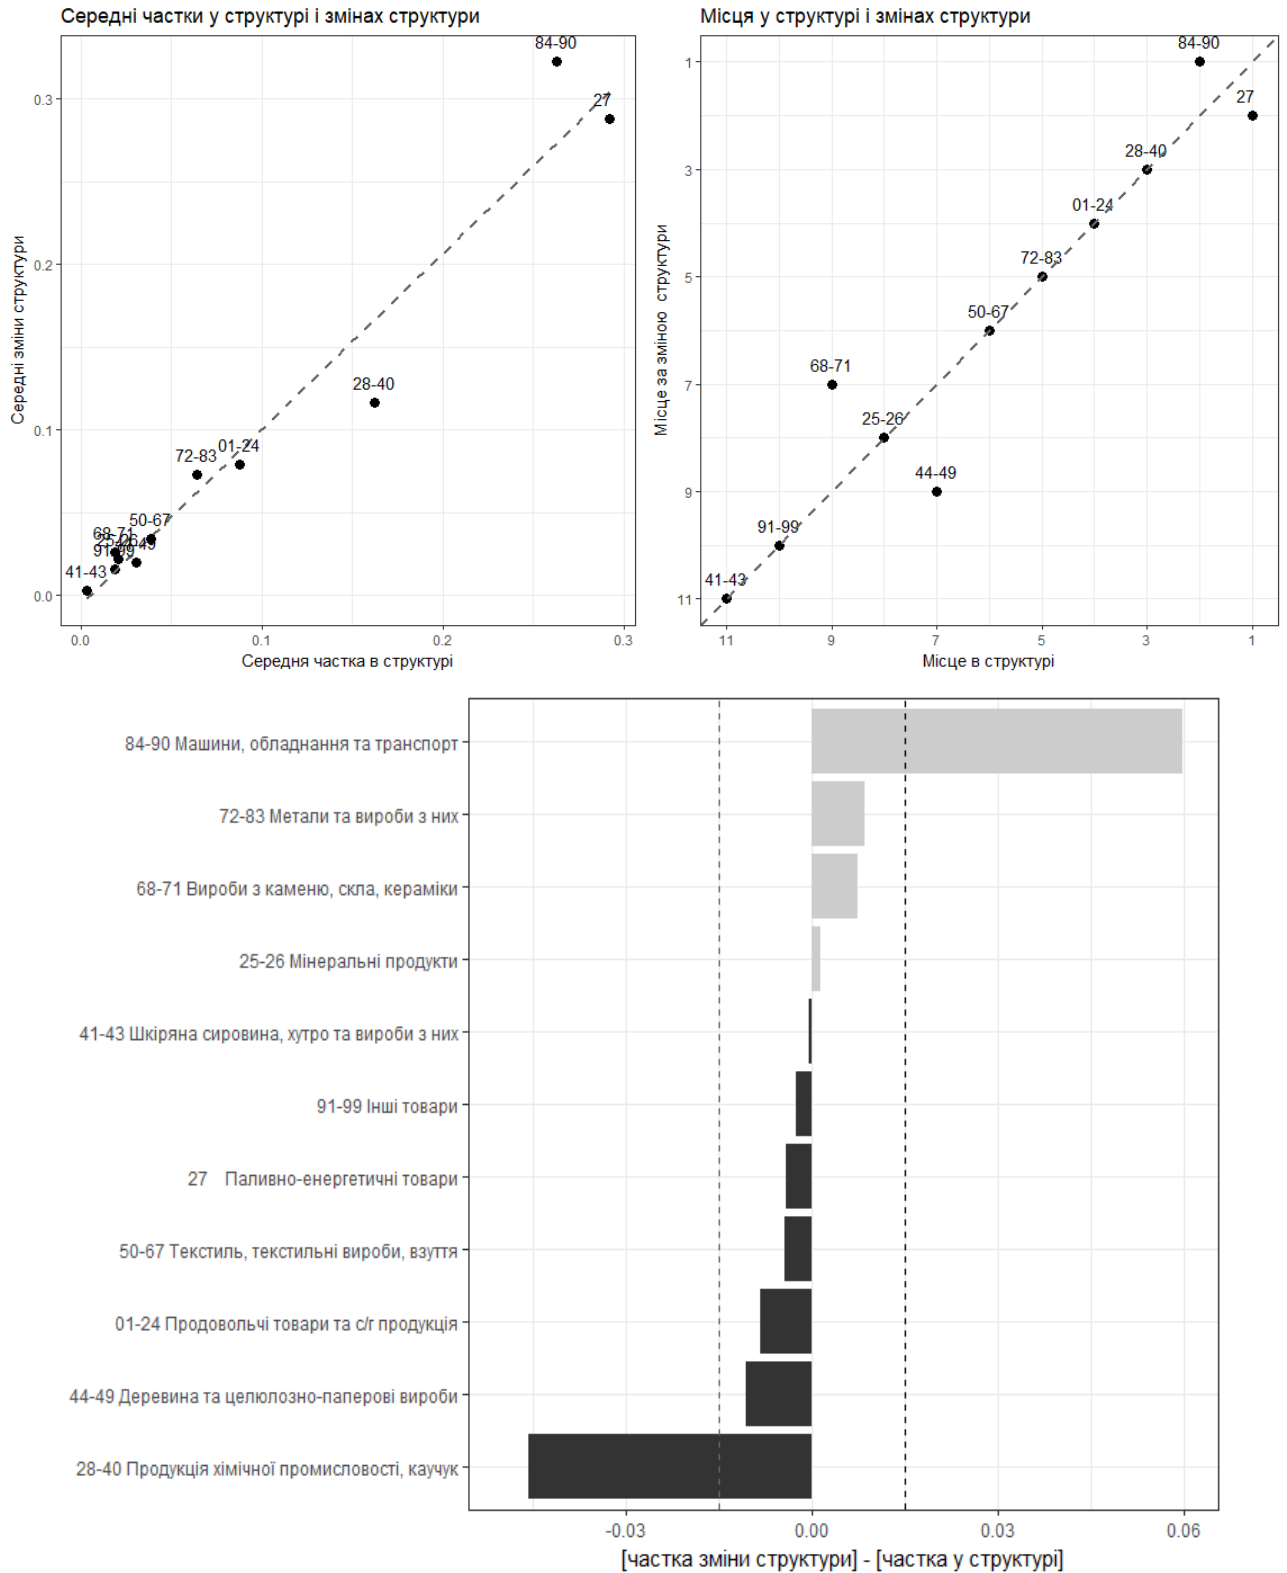 Середні частки у структурі і змінах структури
84-90
27
28-40
72-83
01-24
50-67
68-71
25-26
44-49
91-99
41-43
0.3
0.2
0.1
0.0
0.0
0.1
0.2
0.3
Середні зміни структури
Середня частка в структурі
Місця у структурі і змінах структури
84-90
27
28-40
01-24
72-83
50-67
68-71
25-26
44-49
91-99
41-43
1
3
5
7
9
11
11
9
7
5
3
1
Місце за зміною структури
Місце в структурі
84-90 Машини, обладнання та транспорт
72-83 Метали та вироби з них
68-71 Вироби з каменю, скла, кераміки
25-26 Мінеральні продукти
41-43 Шкіряна сировина, хутро та вироби з них
91-99 Інші товари
27 Паливно-енергетичні товари
50-67 Текстиль, текстильні вироби, взуття
01-24 Продовольчі товари та с/г продукція
44-49 Деревина та целюлозно-паперові вироби
28-40 Продукція хімічної промисловості, каучук
-0.03
0.00
0.03
0.06
[частка зміни структури] - [частка у структурі]